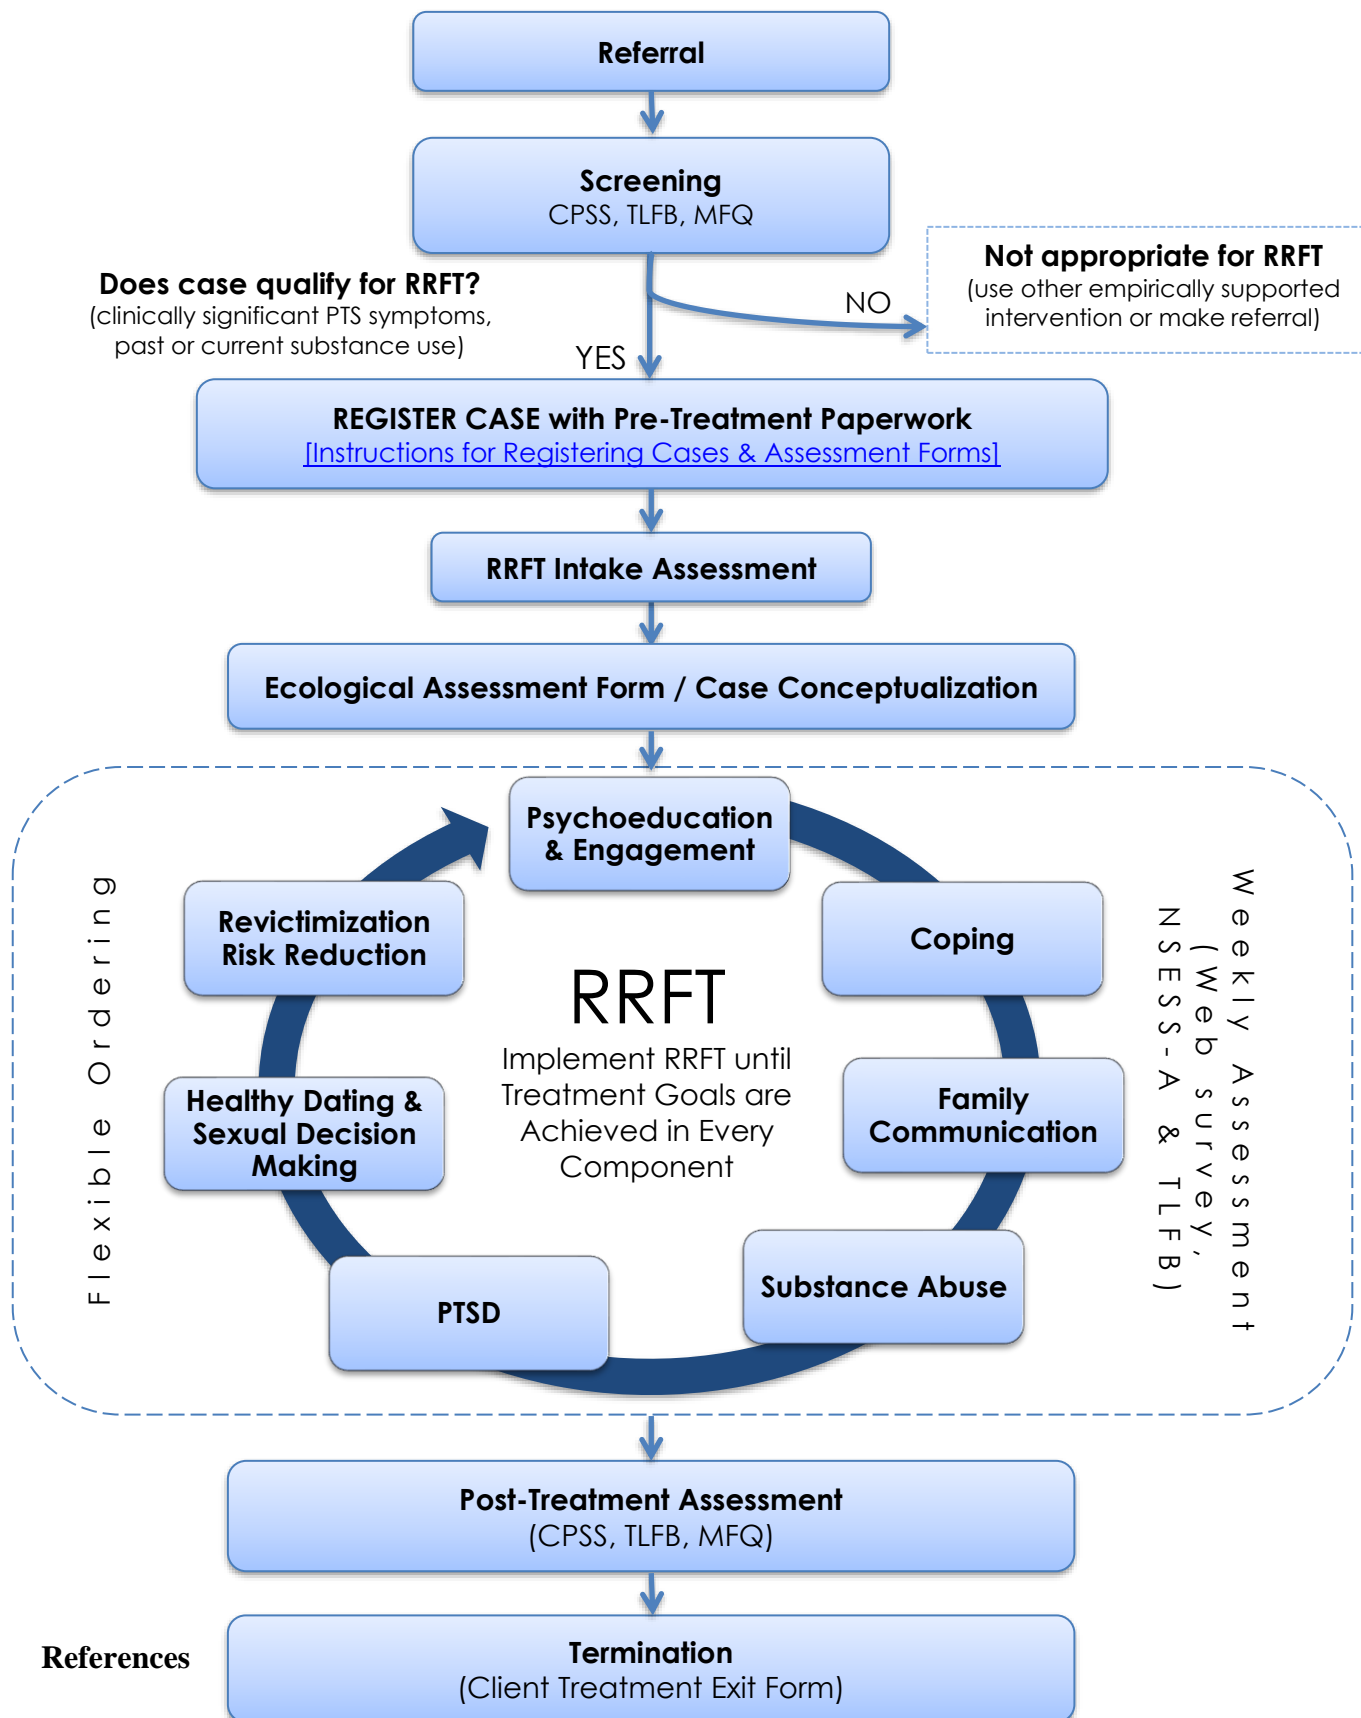 Referral
Screening
CPSS, TLFB, MFQ
Does case qualify for RRFT?
(clinically significant PTS symptoms,
past or current substance use)
Not appropriate for RRFT
(use other empirically supported
intervention or make referral)
NO
YES
REGISTER CASE with Pre-Treatment Paperwork
[Instructions for Registering Cases & Assessment Forms]
RRFT Intake Assessment
Ecological Assessment Form / Case Conceptualization
Flexible Ordering
Psychoeducation
& Engagement
Coping
Family
Communication
Substance Abuse
PTSD
Healthy Dating &
Sexual Decision
Making
Revictimization
Risk Reduction
RRFT
Implement RRFT until
Treatment Goals are
Achieved in Every
Component
Weekly Assessment
(Web survey,
NSESS-A & TLFB)
Post-Treatment Assessment
(CPSS, TLFB, MFQ)
References
Termination
(Client Treatment Exit Form)